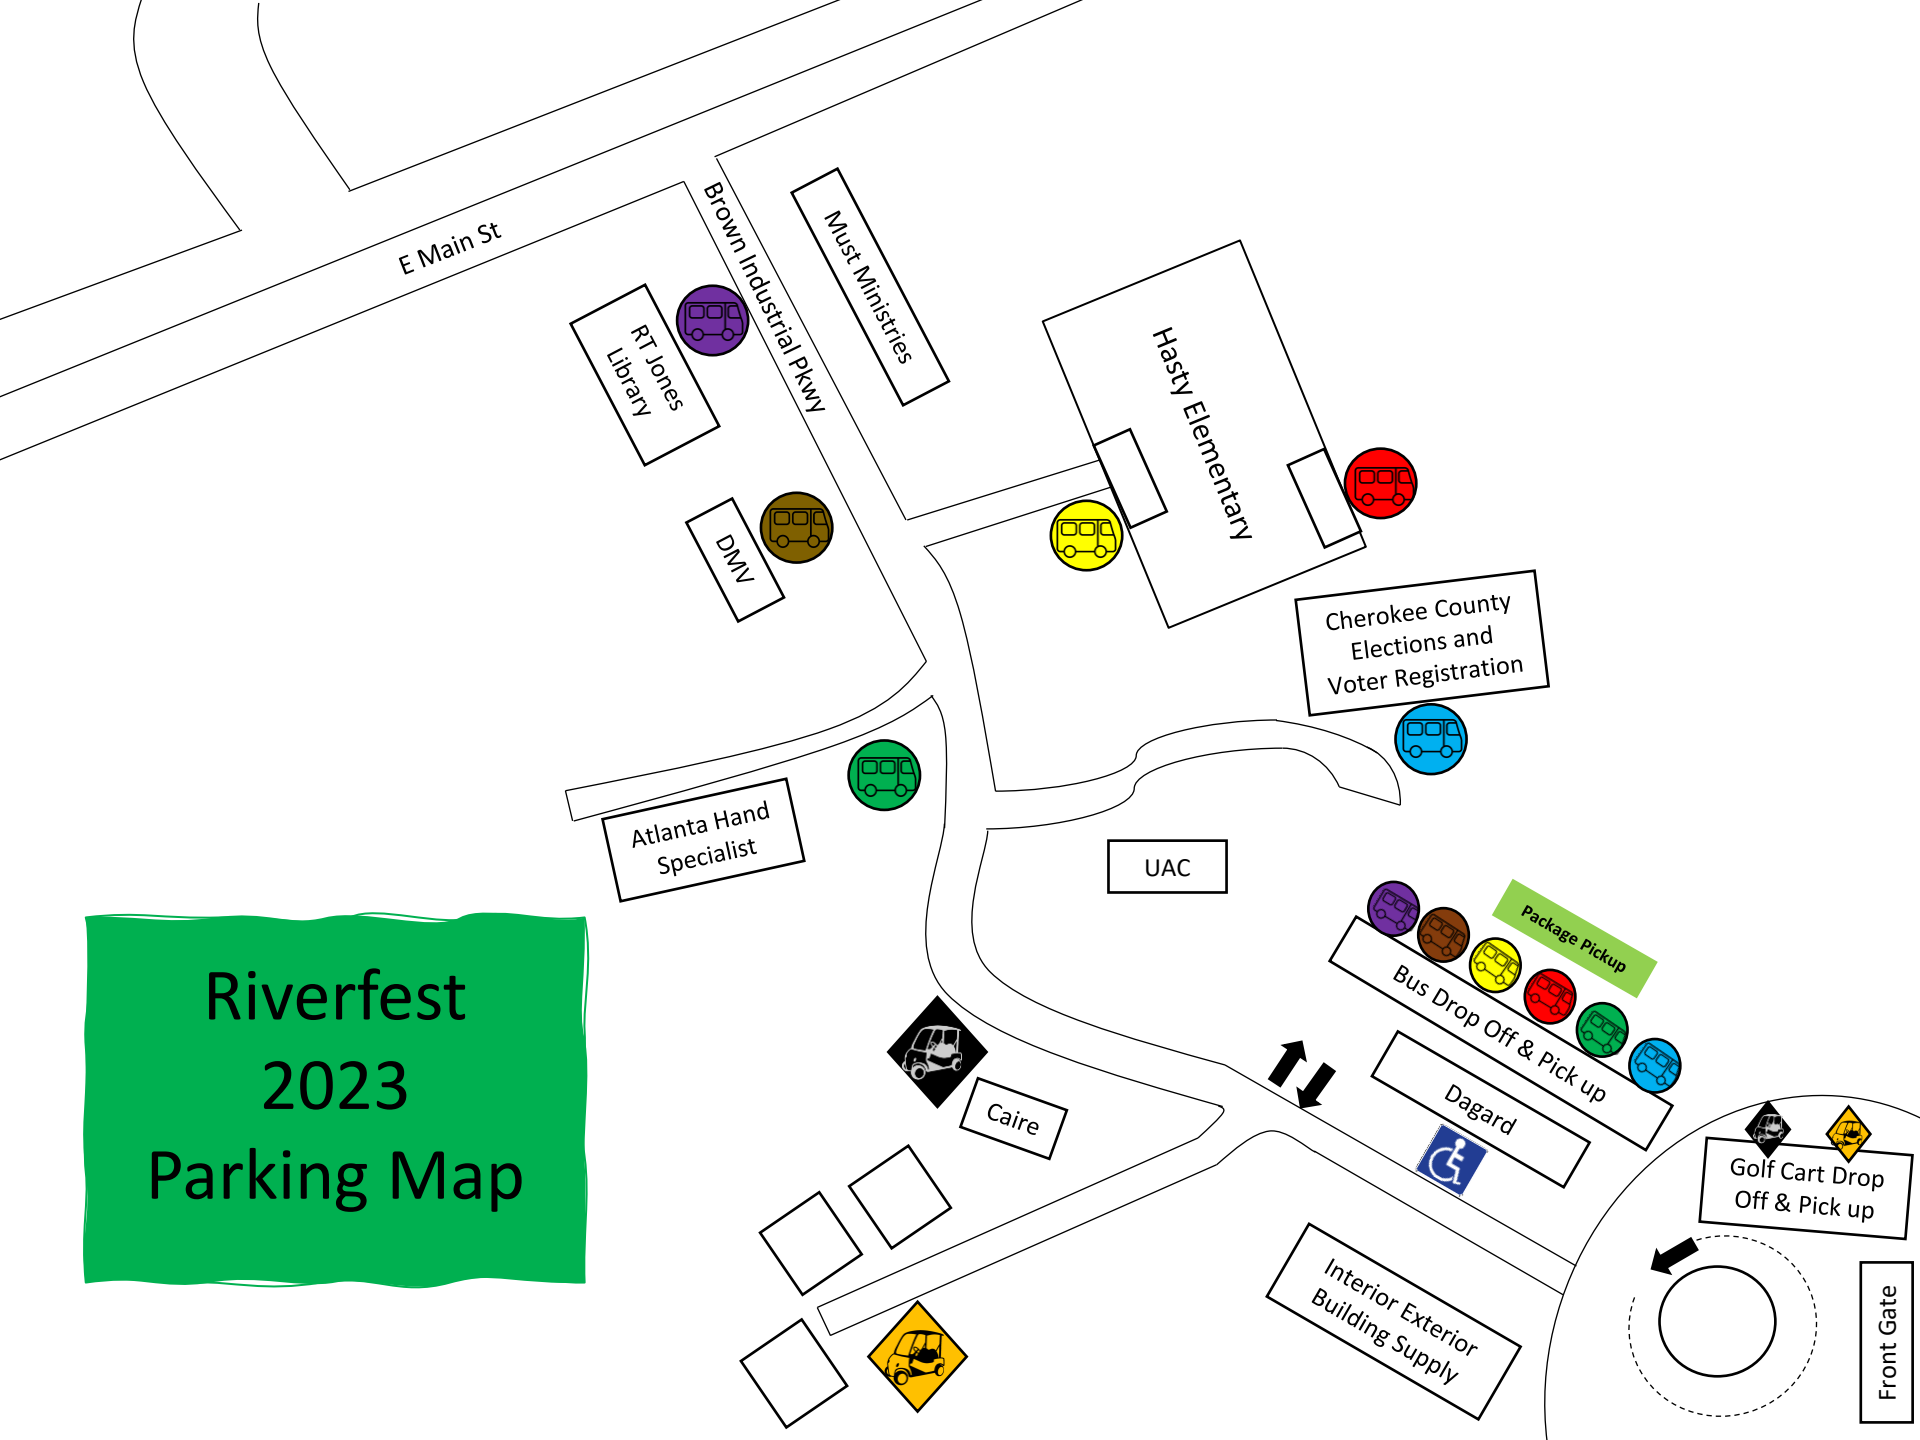 E Main St
Brown Industrial Pkwy
Must Ministries
RT Jones
Library
Hasty Elementary
DMV
Cherokee County
Elections and
Voter Registration
Atlanta Hand
Specialist
UAC
Package Pickup
Bus Drop Off & Pick up
Riverfest
2023
Parking Map
Caire
Dagard
Golf Cart Drop
Off & Pick up
Interior Exterior
Building Supply
Front Gate